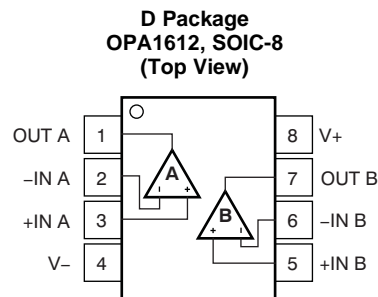 D Package
OPA1612, SOIC-8
(Top View)
OUT A 1 8 V+
–IN A 2 A 7 OUT B
+IN A 3 B 6 –IN B
V– 4 5 +IN B